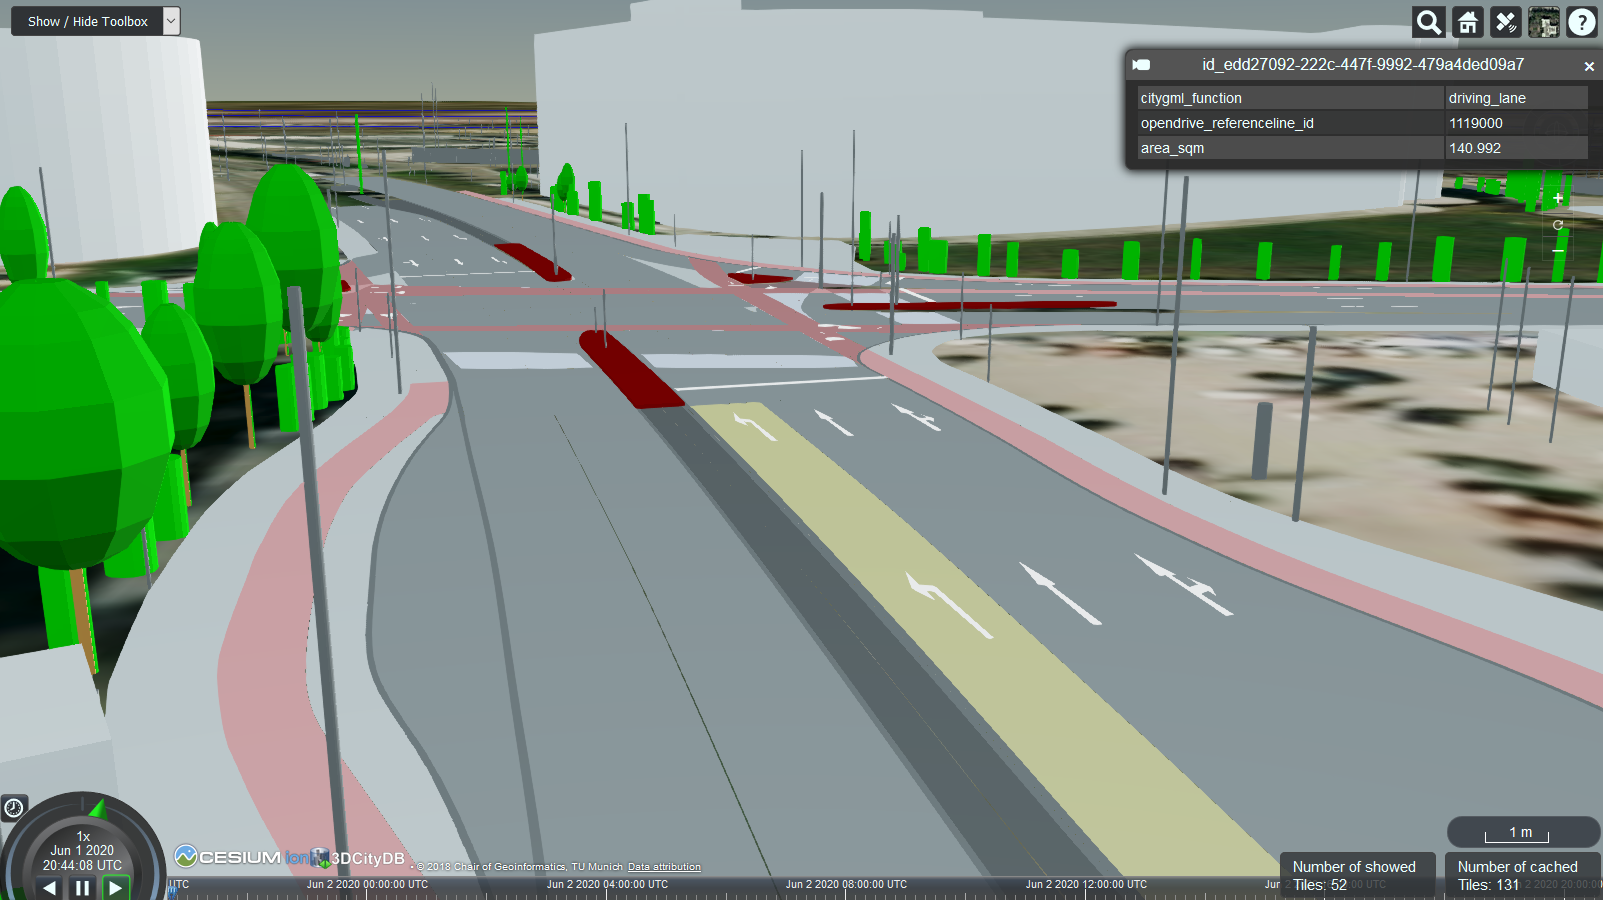 Show / Hide Toolbox
id_edd27092-222c-447f-9992-479a4ded09a7
citygml_function driving_lane
opendrive_referenceline_id 1119000
area_sqm 140.992
1x
Jun 1 2020
20:44:08 UTC
CESIUM ion 3DCityDB • © 2018 Chair of Geoinformatics, TU Munich Data attribution
1 m
Number of showed Tiles: 52
Number of cached Tiles: 131
UTC Jun 2 2020 00:00:00 UTC Jun 2 2020 04:00:00 UTC Jun 2 2020 08:00:00 UTC Jun 2 2020 12:00:00 UTC